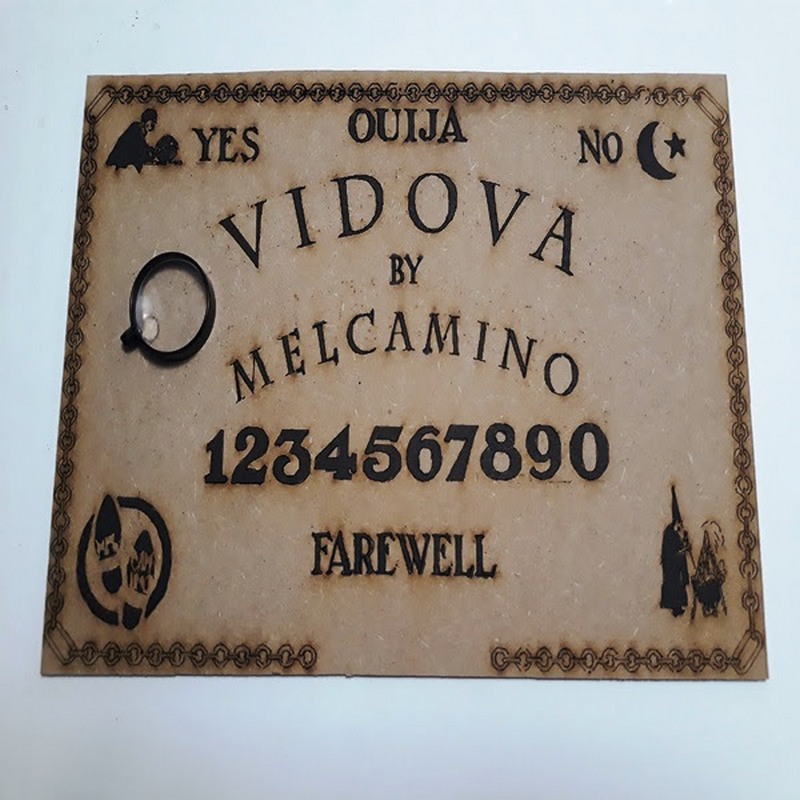 OUIJA
YES NO
VIDOVA
BY
MELCAMINO
1234567890
FAREWELL